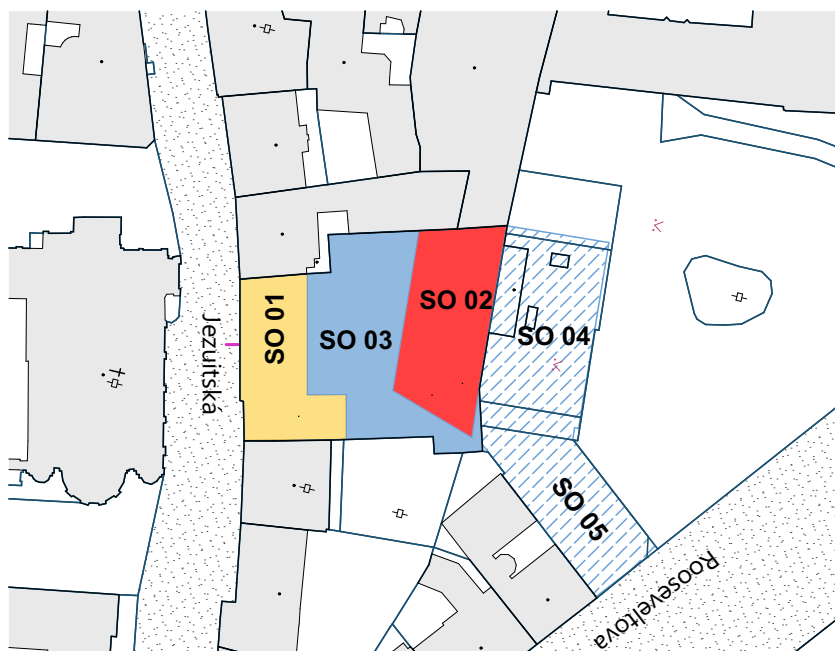 SO 01
SO 02
SO 03
SO 04
SO 05
Jezuitská
Rooseveltova